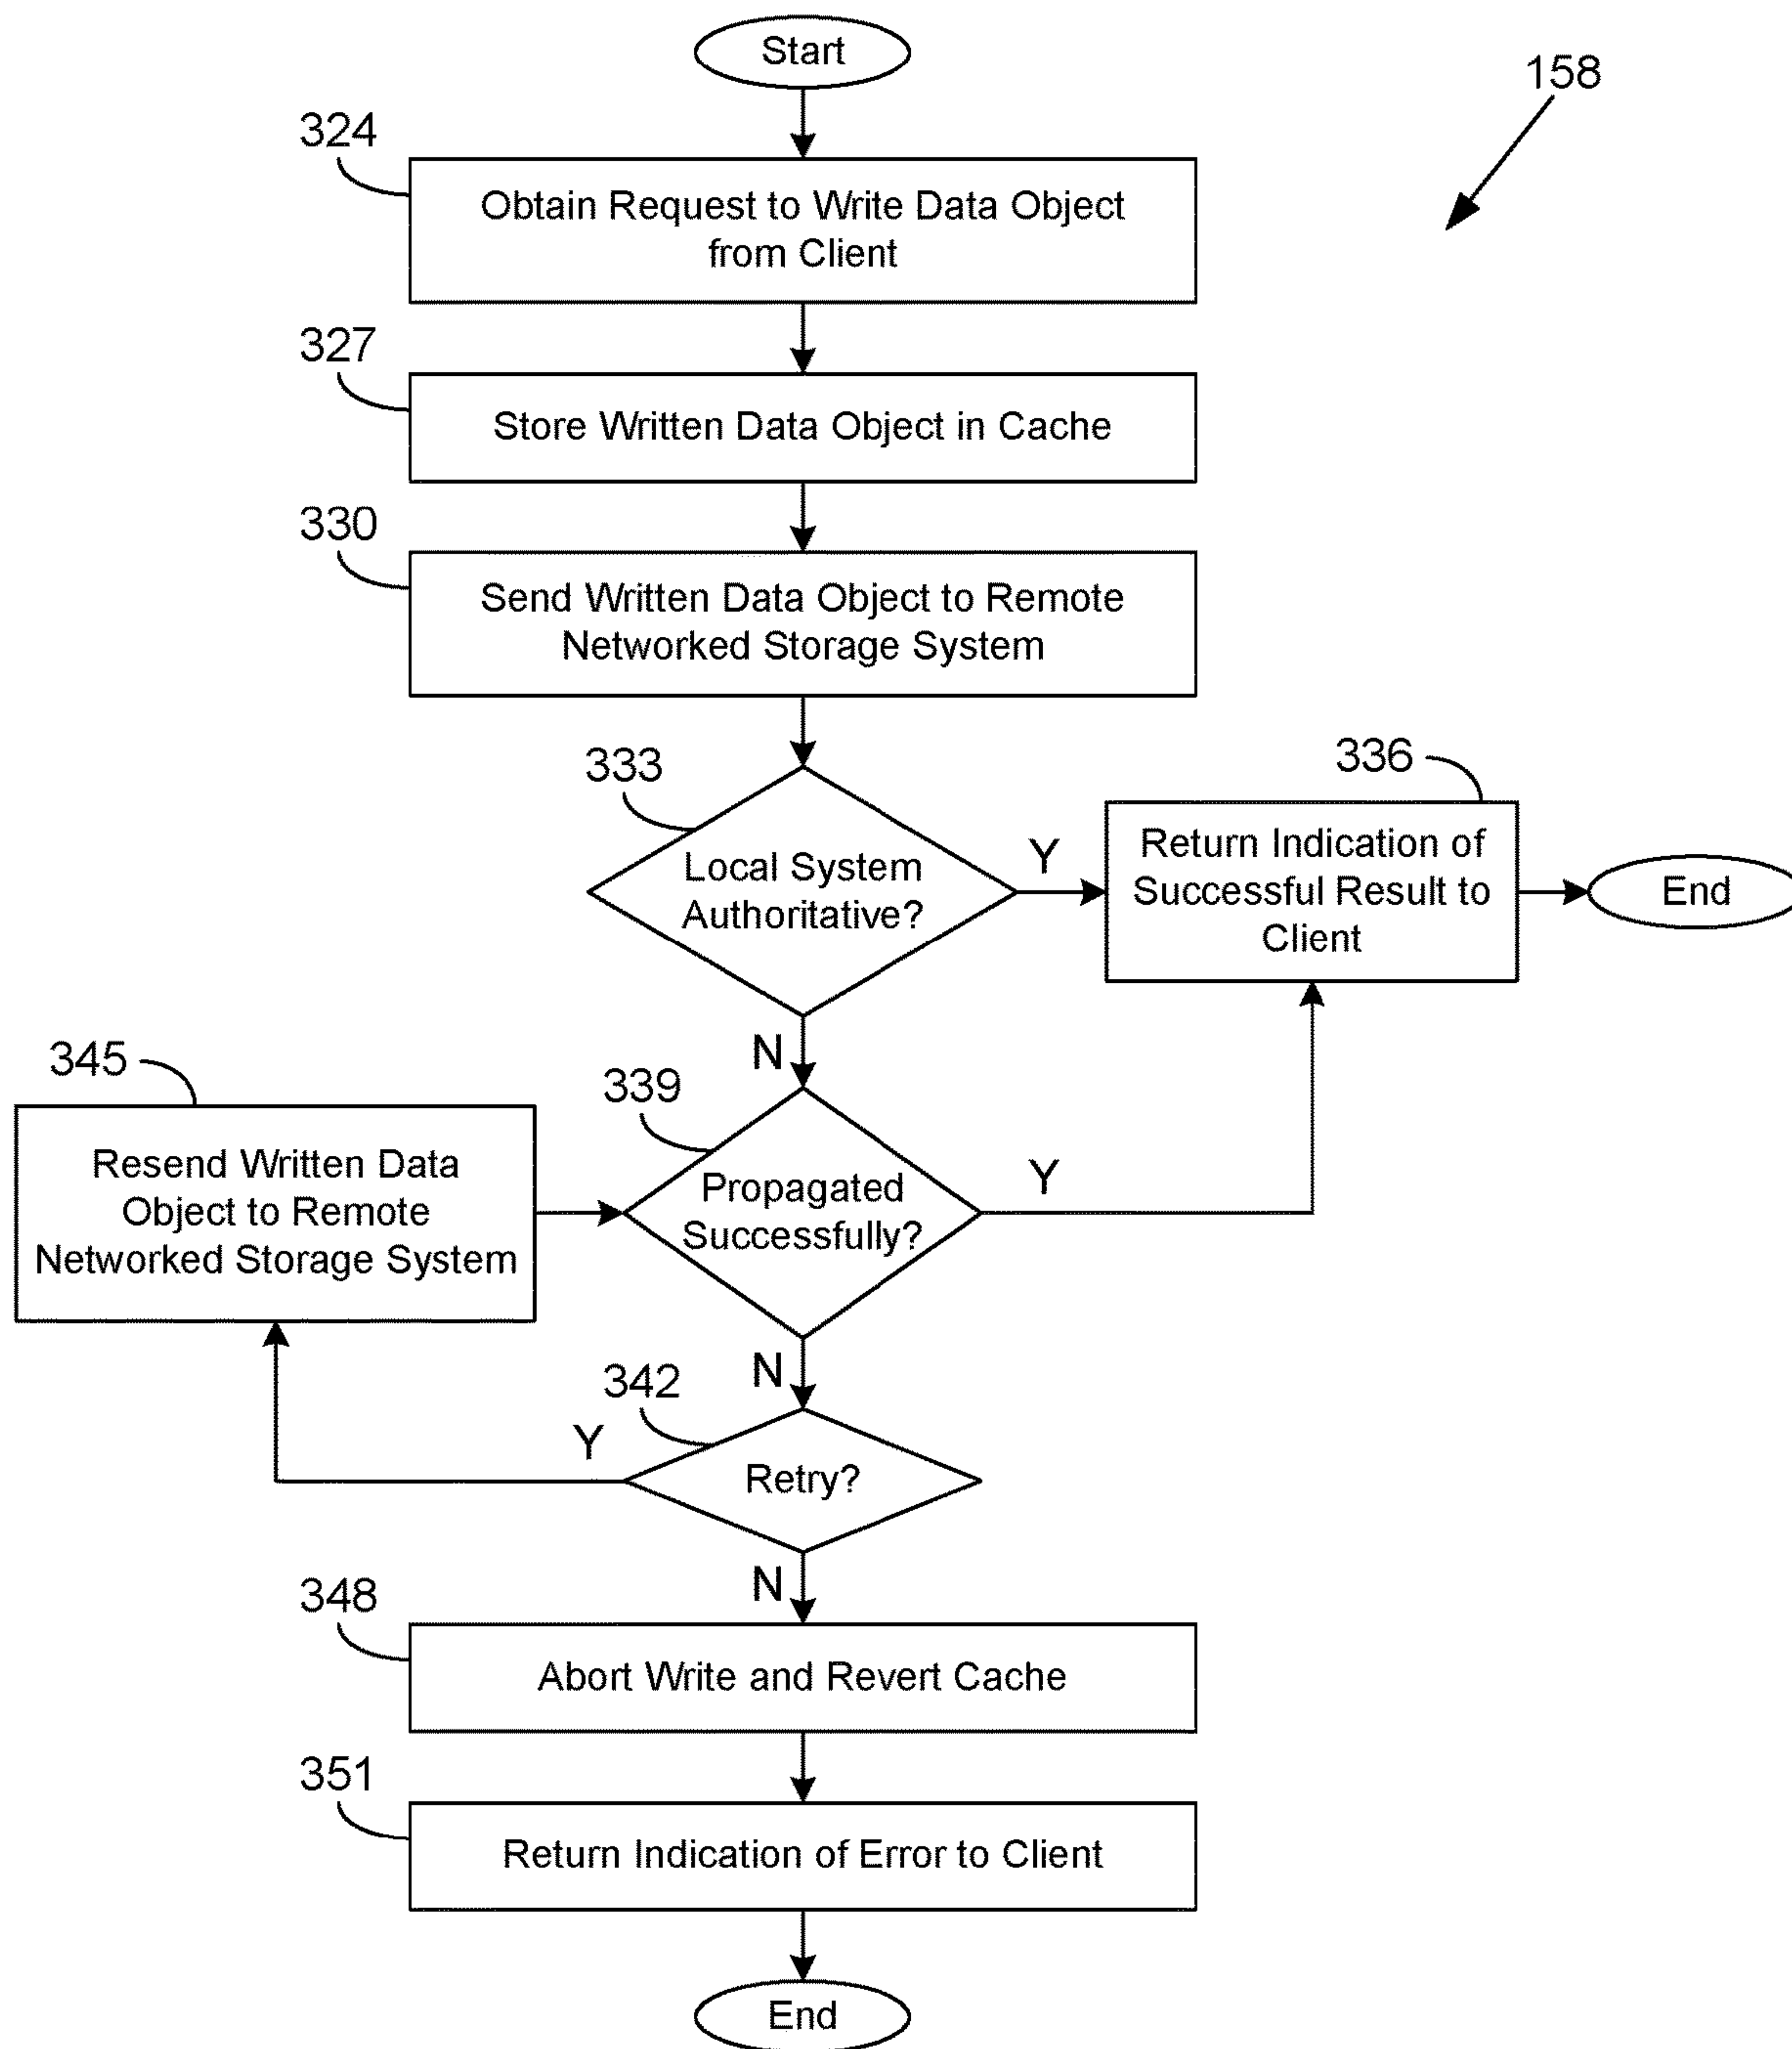 Start
158
324
Obtain Request to Write Data Object
from Client
327
Store Written Data Object in Cache
330
Send Written Data Object to Remote
Networked Storage System
333
Local System
Authoritative?
Y
336
Return Indication of
Successful Result to
Client
End
N
345
Resend Written Data
Object to Remote
Networked Storage System
339
Propagated
Successfully?
Y
N
342
Y
Retry?
N
348
Abort Write and Revert Cache
351
Return Indication of Error to Client
End